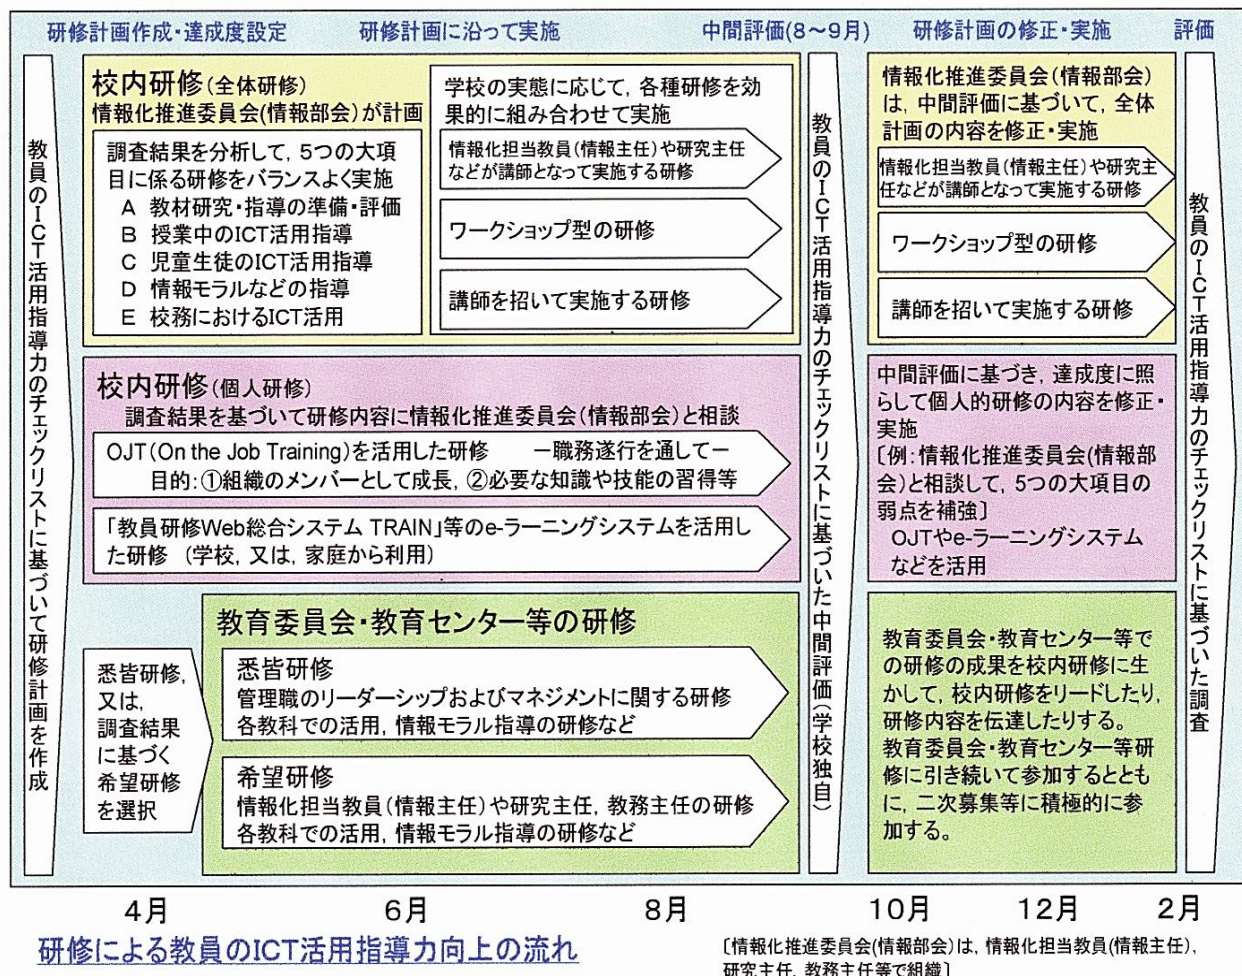 研修計画作成・達成度設定
研修計画に沿って実施
中間評価(8～9月)
研修計画の修正・実施
評価
教員のICT活用指導力のチェックリストに基づいて研修計画を作成
校内研修(全体研修)
情報化推進委員会(情報部会)が計画
調査結果を分析して，5つの大項
目に係る研修をバランスよく実施
A 教材研究・指導の準備・評価
B 授業中のICT活用指導
C 児童生徒のICT活用指導
D 情報モラルなどの指導
E 校務におけるICT活用
学校の実態に応じて，各種研修を効
果的に組み合わせて実施
情報化担当教員(情報主任)や研究主任
などが講師となって実施する研修
ワークショップ型の研修
講師を招いて実施する研修
校内研修(個人研修)
調査結果を基づいて研修内容に情報化推進委員会(情報部会)と相談
OJT(On the Job Training)を活用した研修 －職務遂行を通して－
目的：①組織のメンバーとして成長，②必要な知識や技能の習得等
「教員研修Web総合システム TRAIN」等のe-ラーニングシステムを活用し
た研修 (学校，又は，家庭から利用)
悉皆研修，
又は，
調査結果
に基づく
希望研修
を選択
教育委員会・教育センター等の研修
悉皆研修
管理職のリーダーシップおよびマネジメントに関する研修
各教科での活用，情報モラル指導の研修など
希望研修
情報化担当教員(情報主任)や研究主任，教務主任の研修
各教科での活用，情報モラル指導の研修など
教員のICT活用指導力のチェックリストに基づいた中間評価(学校独自)
情報化推進委員会(情報部会)
は，中間評価に基づいて，全体
計画の内容を修正・実施
情報化担当教員(情報主任)や研究主
任などが講師となって実施する研修
ワークショップ型の研修
講師を招いて実施する研修
中間評価に基づき，達成度に照
らして個人的研修の内容を修正・
実施
〔例：情報化推進委員会(情報部
会)と相談して，5つの大項目の
弱点を補強〕
OJTやe-ラーニングシステム
などを活用
教育委員会・教育センター等で
の研修の成果を校内研修に生
かして，校内研修をリードしたり，
研修内容を伝達したりする。
教育委員会・教育センター等研
修に引き続いて参加するととも
に，二次募集等に積極的に参
加する。
教員のICT活用指導力のチェックリストに基づいた調査
4月
6月
8月
10月
12月
2月
研修による教員のICT活用指導力向上の流れ
〔情報化推進委員会(情報部会)は，情報化担当教員(情報主任)，
研究主任，教務主任等で組織〕